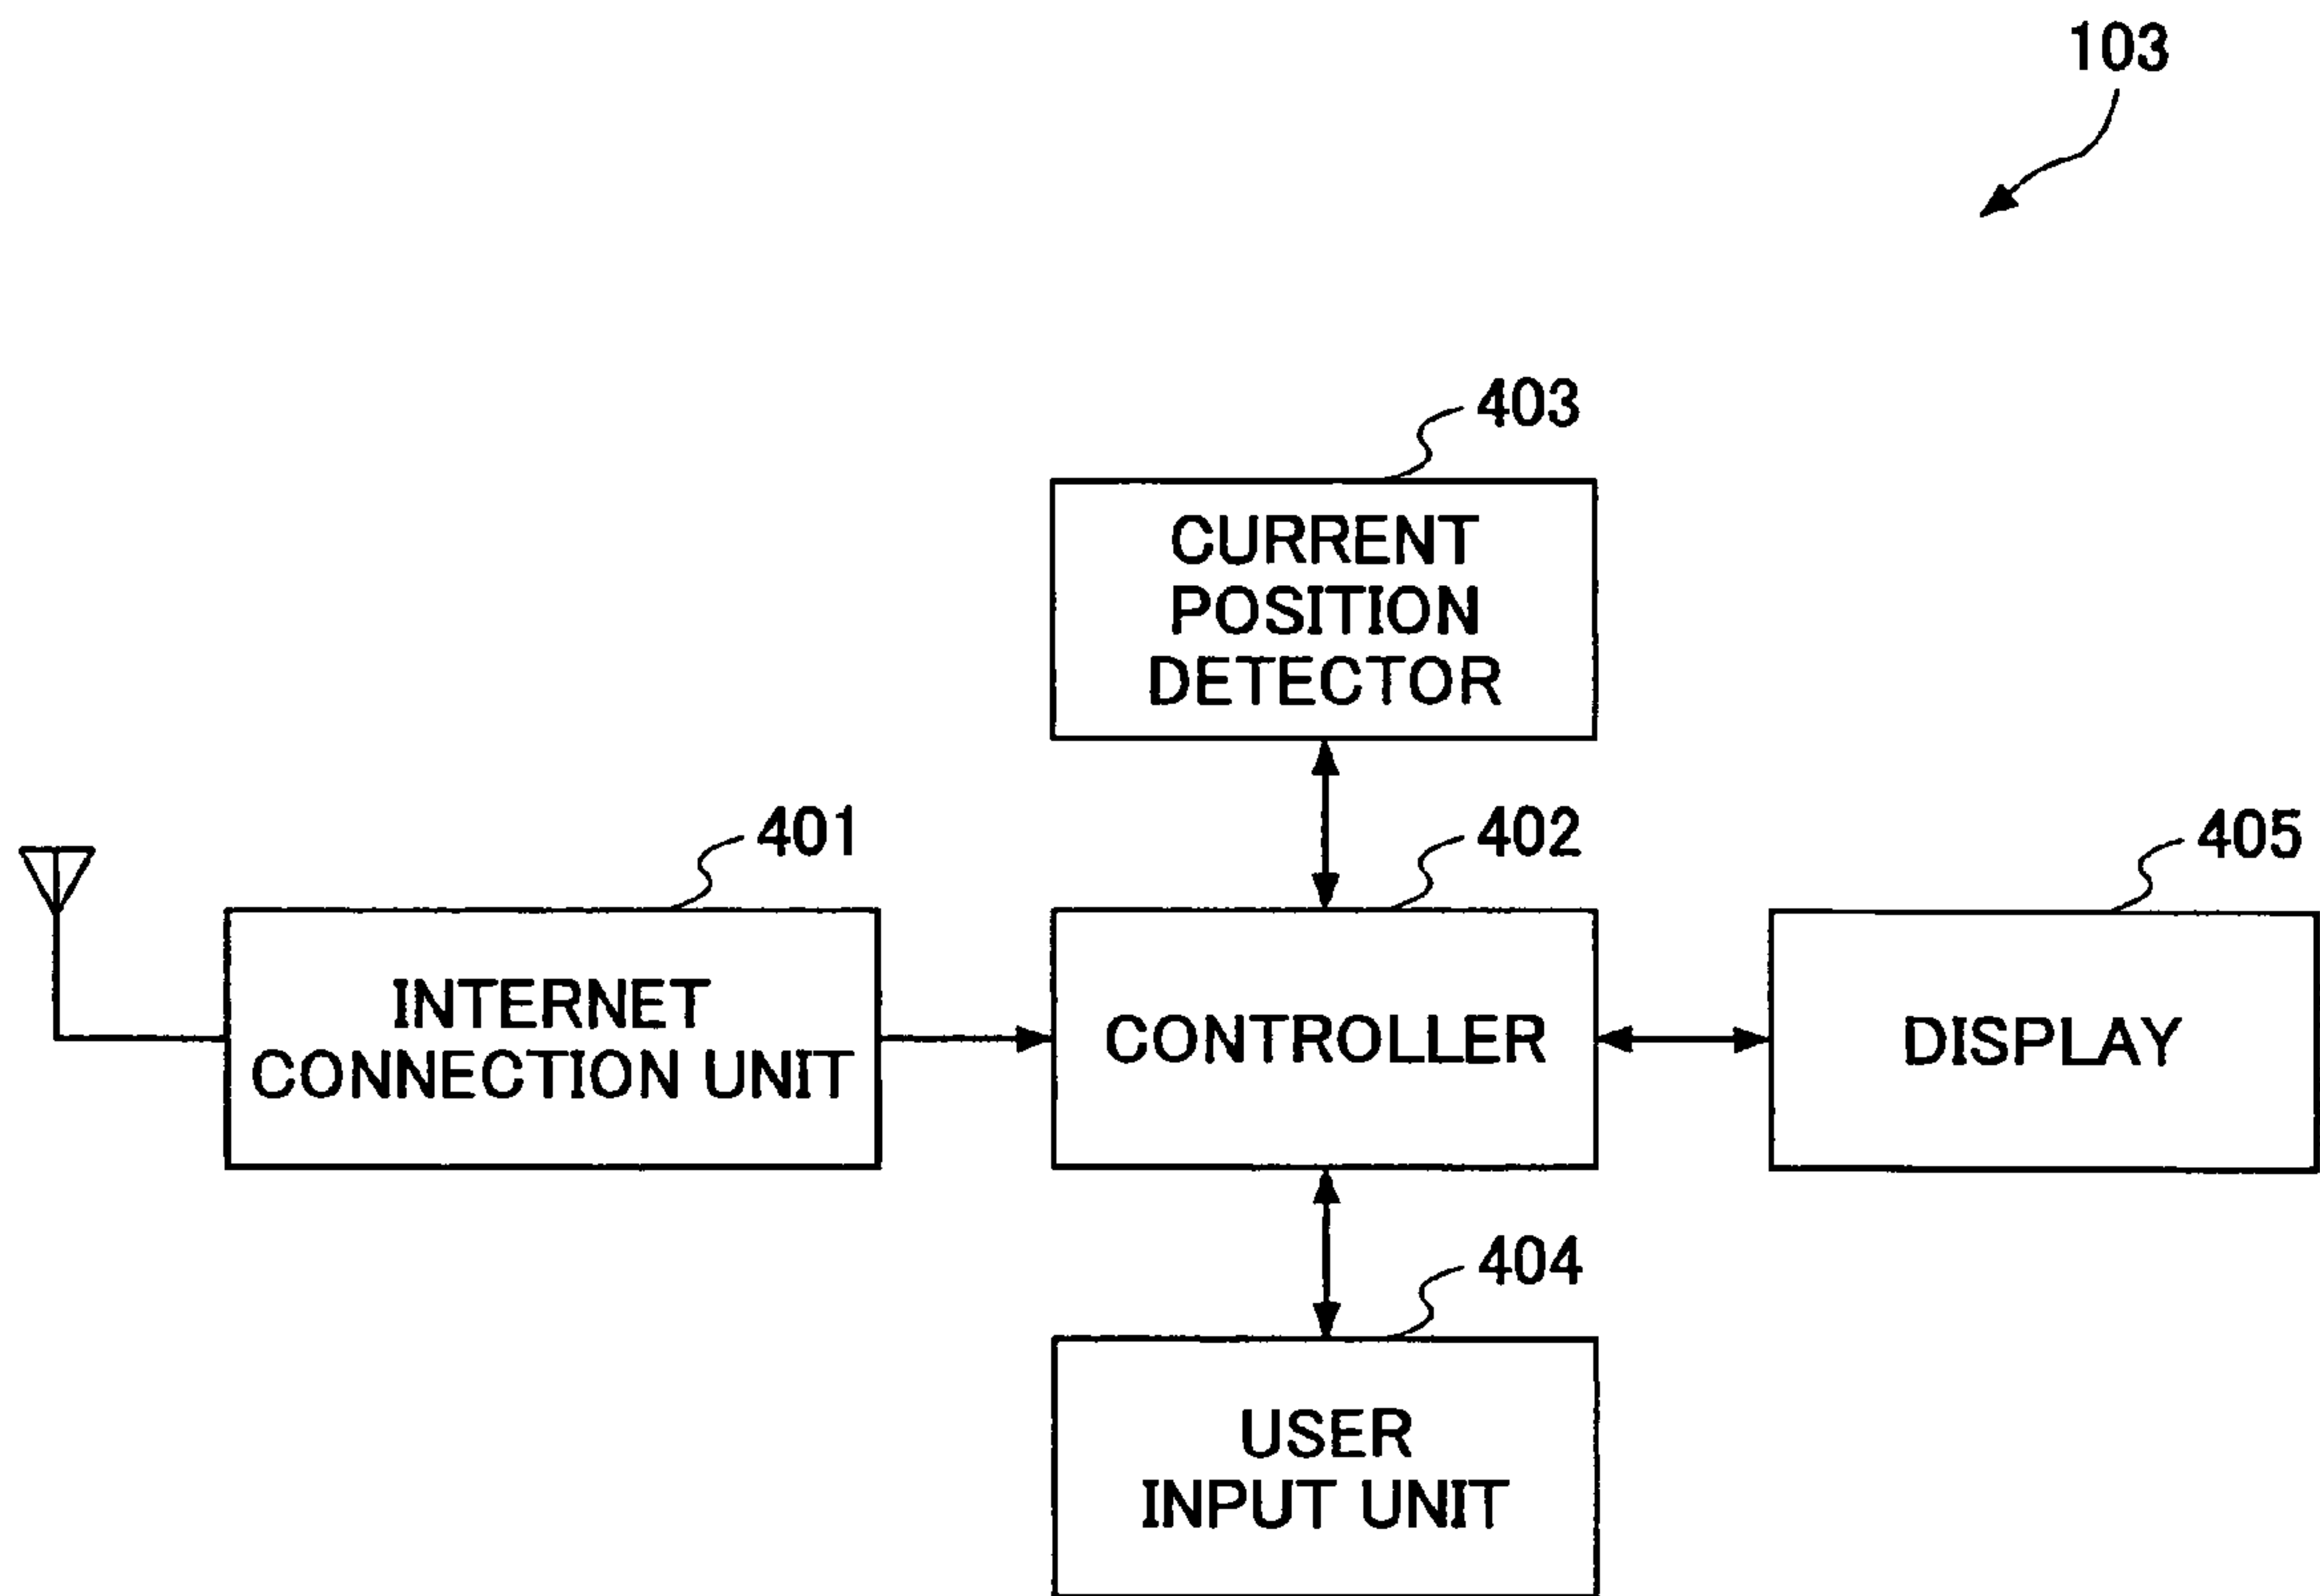 103
403
CURRENT
POSITION
DETECTOR
401
402
405
INTERNET
CONNECTION UNIT
CONTROLLER
DISPLAY
404
USER
INPUT UNIT